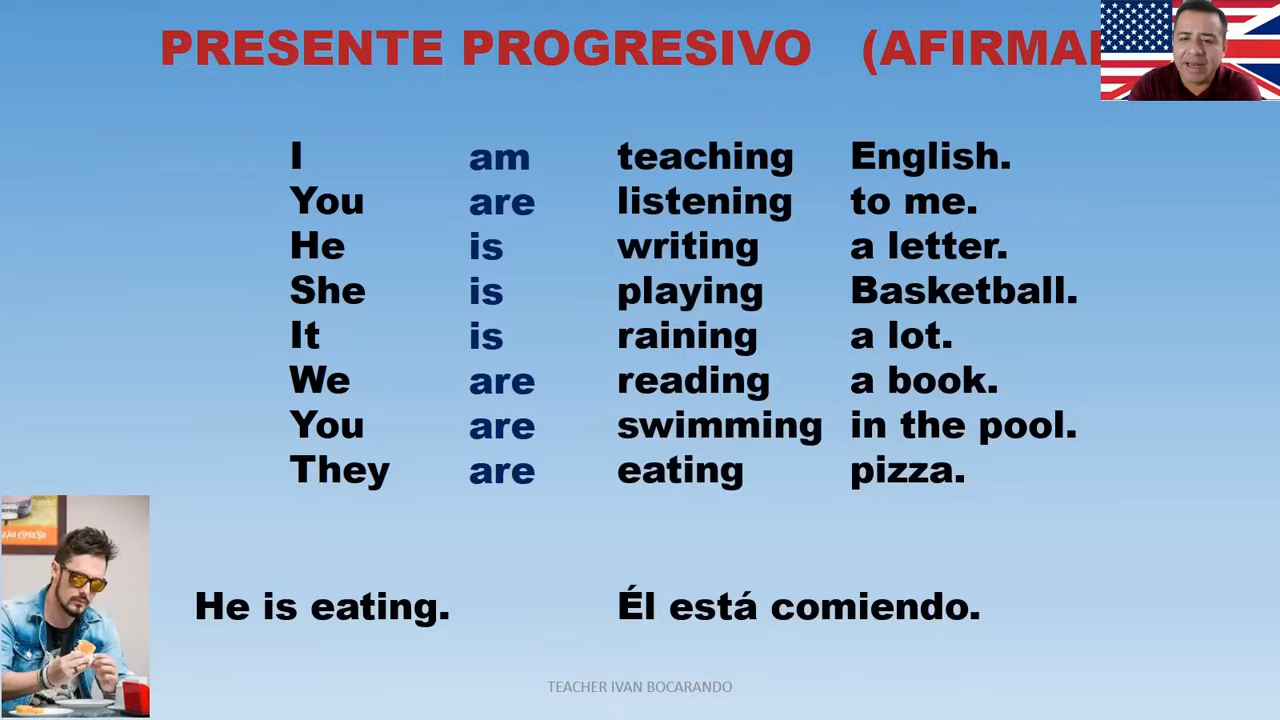 PRESENTE PROGRESIVO (AFIRMA
I am teaching English.
You are listening to me.
He is writing a letter.
She is playing Basketball.
It is raining a lot.
We are reading a book.
You are swimming in the pool.
They are eating pizza.
He is eating. Él está comiendo.
TEACHER IVAN BOCARANDO